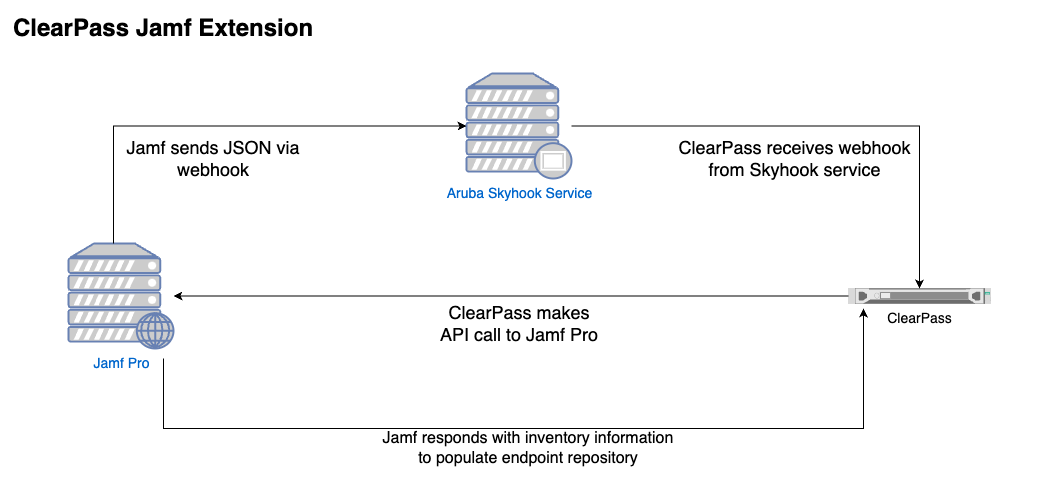 ClearPass Jamf Extension
Jamf sends JSON via
webhook
ClearPass receives webhook
from Skyhook service
Aruba Skyhook Service
ClearPass makes
API call to Jamf Pro
ClearPass
Jamf Pro
Jamf responds with inventory information
to populate endpoint repository